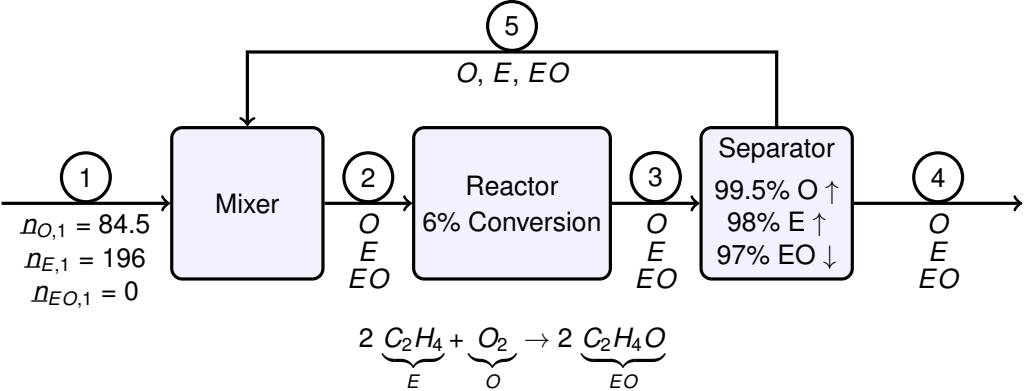 5
O, E, EO
1
n_{O,1} = 84.5
n_{E,1} = 196
n_{EO,1} = 0
Mixer
2
O
E
EO
Reactor
6% Conversion
3
O
E
EO
Separator
99.5% O ↑
98% E ↑
97% EO ↓
4
O
E
EO
2 C₂H₄ + O₂ → 2 C₂H₄O
E O EO